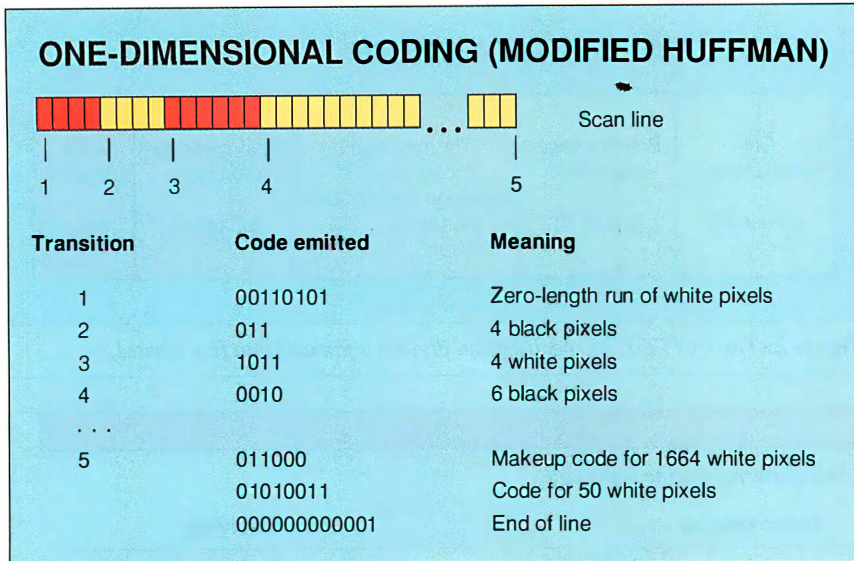 ONE-DIMENSIONAL CODING (MODIFIED HUFFMAN)
... Scan line
1 2 3 4 5
Transition Code emitted Meaning
1 00110101 Zero-length run of white pixels
2 011 4 black pixels
3 1011 4 white pixels
4 0010 6 black pixels
. . .
5 011000 Makeup code for 1664 white pixels
01010011 Code for 50 white pixels
000000000001 End of line